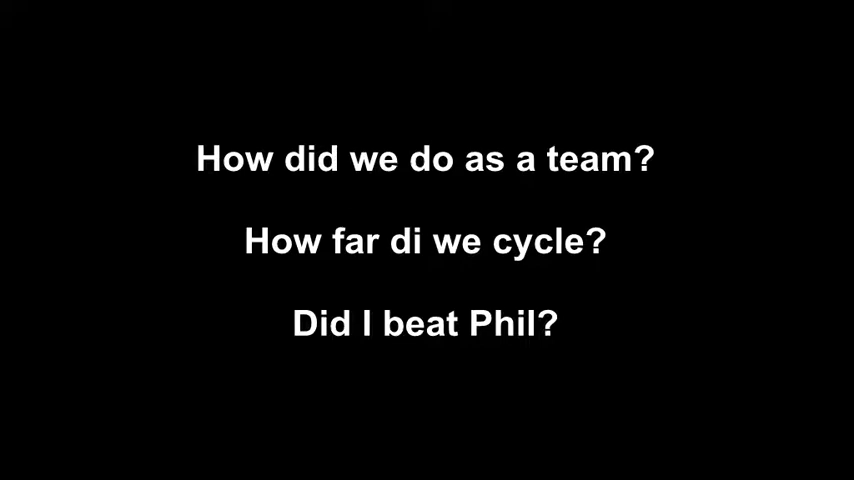 How did we do as a team?
How far di we cycle?
Did I beat Phil?